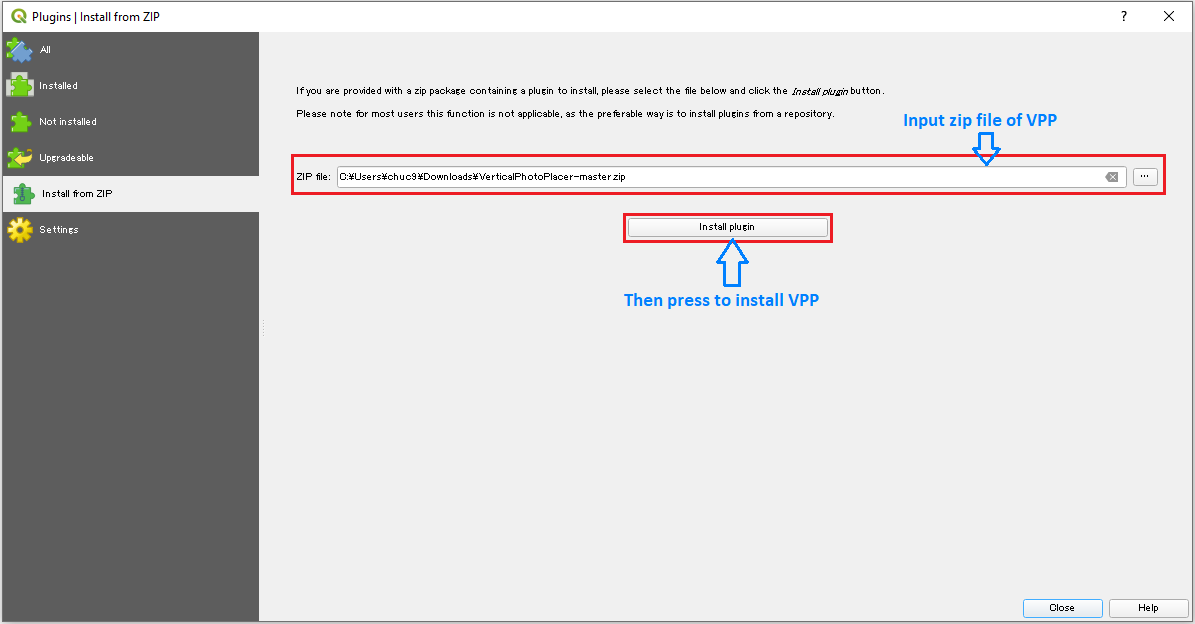 Plugins | Install from ZIP
?
All
Installed
Not installed
Upgradeable
Install from ZIP
Settings
If you are provided with a zip package containing a plugin to install, please select the file below and click the Install plugin button.
Please note for most users this function is not applicable, as the preferable way is to install plugins from a repository.
Input zip file of VPP
ZIP file: C:¥Users¥chuc9¥Downloads¥VerticalPhotoPlacer-master.zip ...
Install plugin
Then press to install VPP
Close Help